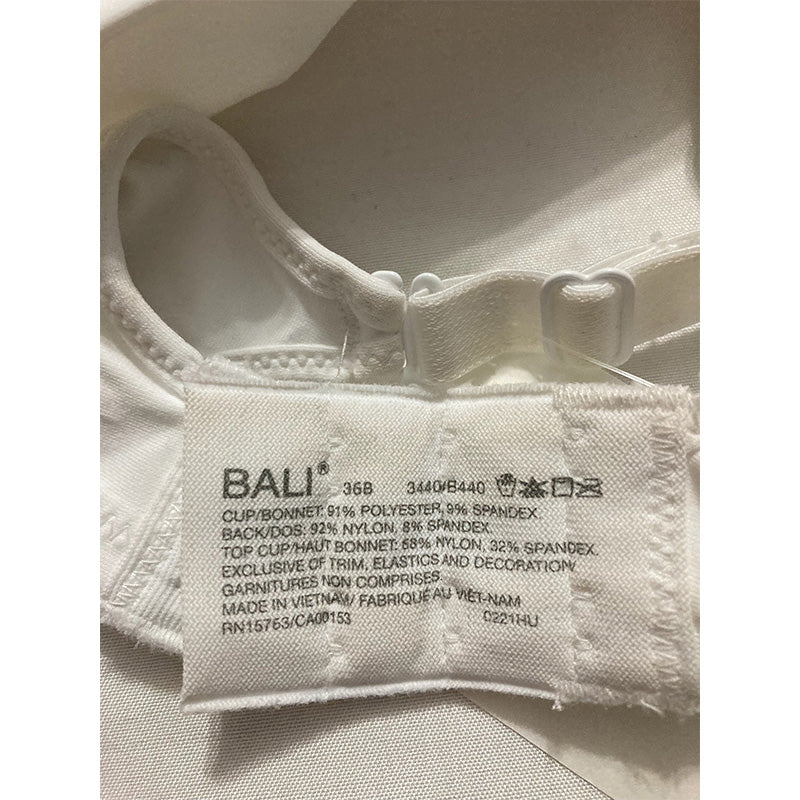 BALI® 36B 3440/B440
CUP/BONNET: 91% POLYESTER, 9% SPANDEX.
BACK/DOS: 92% NYLON, 8% SPANDEX.
TOP CUP/HAUT BONNET: 68% NYLON, 32% SPANDEX.
EXCLUSIVE OF TRIM, ELASTICS AND DECORATION/
GARNITURES NON COMPRISES.
MADE IN VIETNAM/ FABRIQUÉ AU VIÊT-NAM
RN15763/CA00153 0221HU